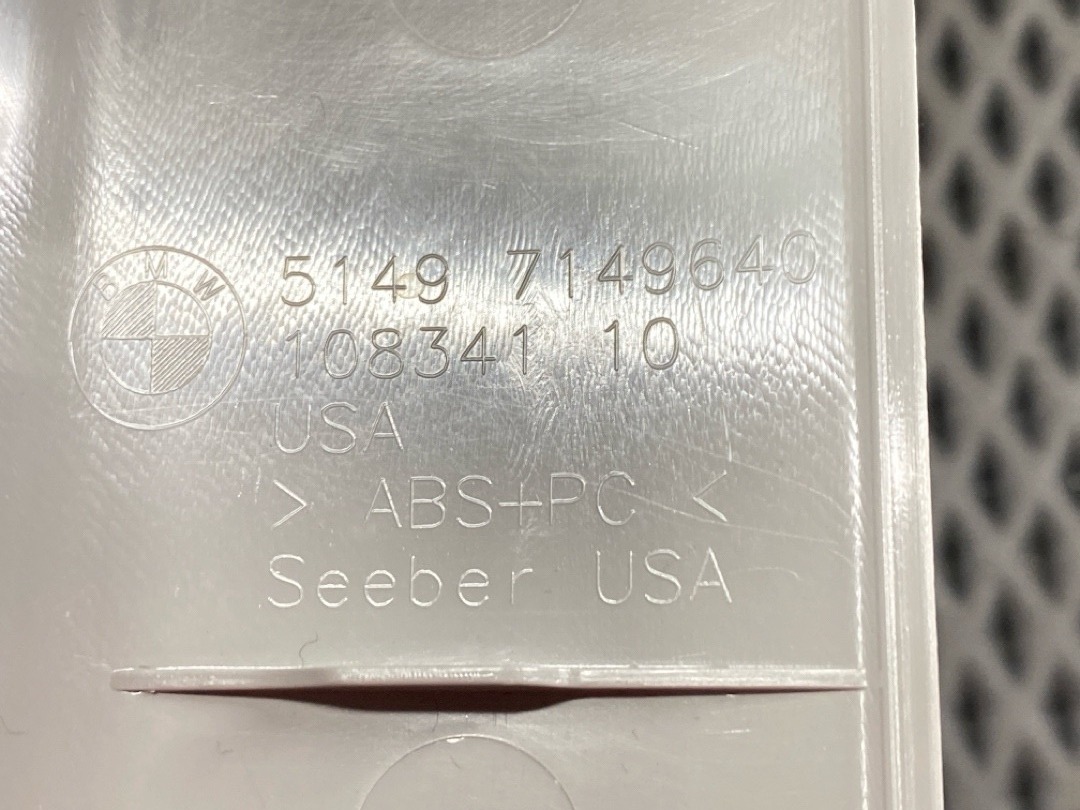 BMW
5149 7149640
108341 10
USA
> ABS+PC <
Seeber USA